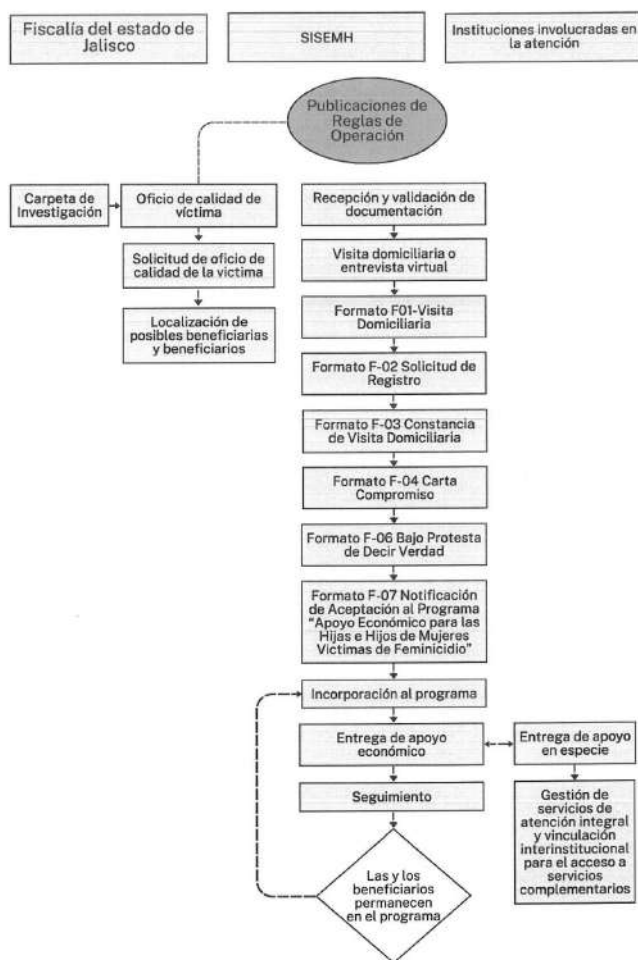 Fiscalía del estado de
Jalisco
SISEMH
Instituciones involucradas en
la atención
Publicaciones de
Reglas de
Operación
Carpeta de
Investigación
Oficio de calidad de
víctima
Solicitud de oficio de
calidad de la victima
Localización de
posibles beneficiarias
y beneficiarios
Recepción y validación de
documentación
Visita domiciliaria o
entrevista virtual
Formato F01-Visita
Domiciliaria
Formato F-02 Solicitud de
Registro
Formato F-03 Constancia
de Visita Domiciliaria
Formato F-04 Carta
Compromiso
Formato F-06 Bajo Protesta
de Decir Verdad
Formato F-07 Notificación
de Aceptación al Programa
"Apoyo Económico para las
Hijas e Hijos de Mujeres
Victimas de Feminicidio"
Incorporación al programa
Entrega de apoyo
económico
Entrega de apoyo
en especie
Seguimiento
Gestión de
servicios de
atención integral
y vinculación
interinstitucional
para el acceso a
servicios
complementarios
Las y los
beneficiarios
permanecen
en el programa